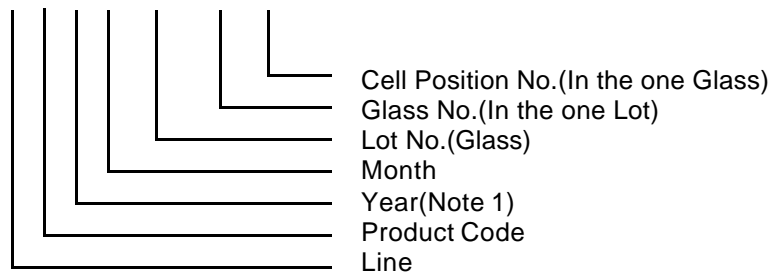 Cell Position No.(In the one Glass)
Glass No.(In the one Lot)
Lot No.(Glass)
Month
Year(Note 1)
Product Code
Line